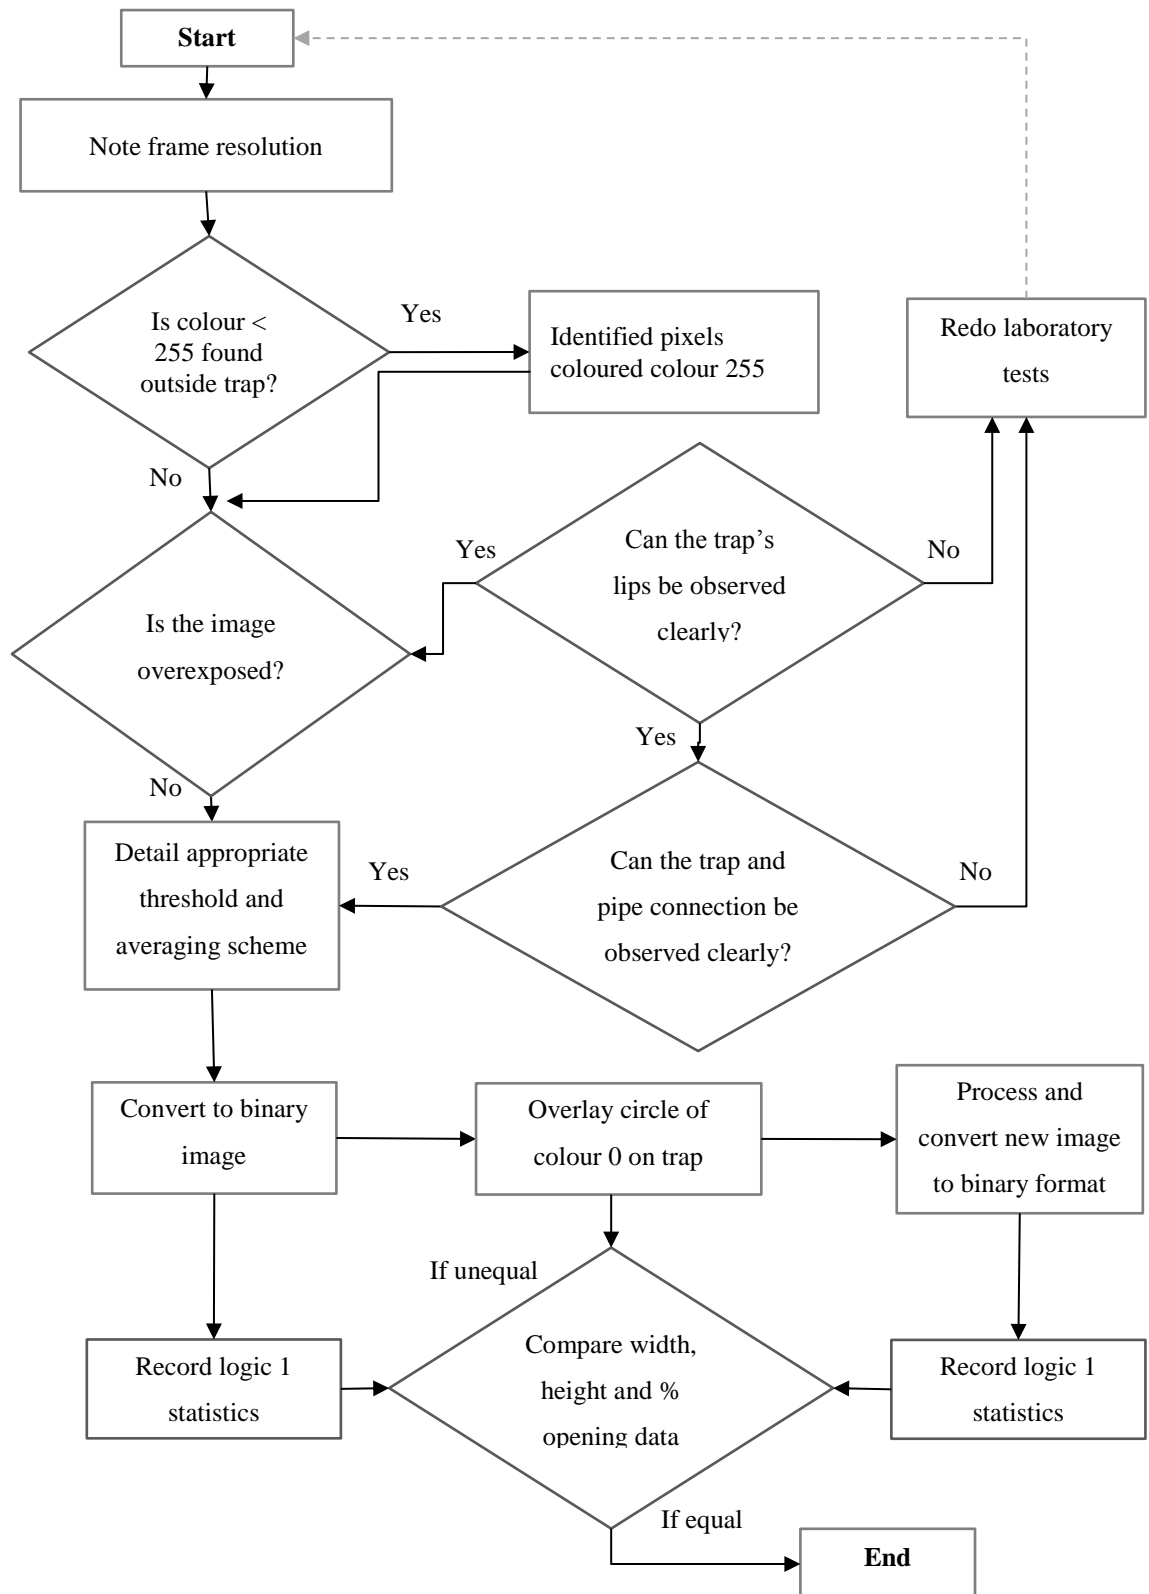 Start
Note frame resolution
Is colour <
255 found
outside trap?
Yes
Identified pixels
coloured colour 255
Redo laboratory
tests
No
Is the image
overexposed?
Yes
Can the trap’s
lips be observed
clearly?
No
Yes
No
Detail appropriate
threshold and
averaging scheme
Yes
Can the trap and
pipe connection be
observed clearly?
No
Convert to binary
image
Overlay circle of
colour 0 on trap
Process and
convert new image
to binary format
If unequal
Record logic 1
statistics
Compare width,
height and %
opening data
Record logic 1
statistics
If equal
End